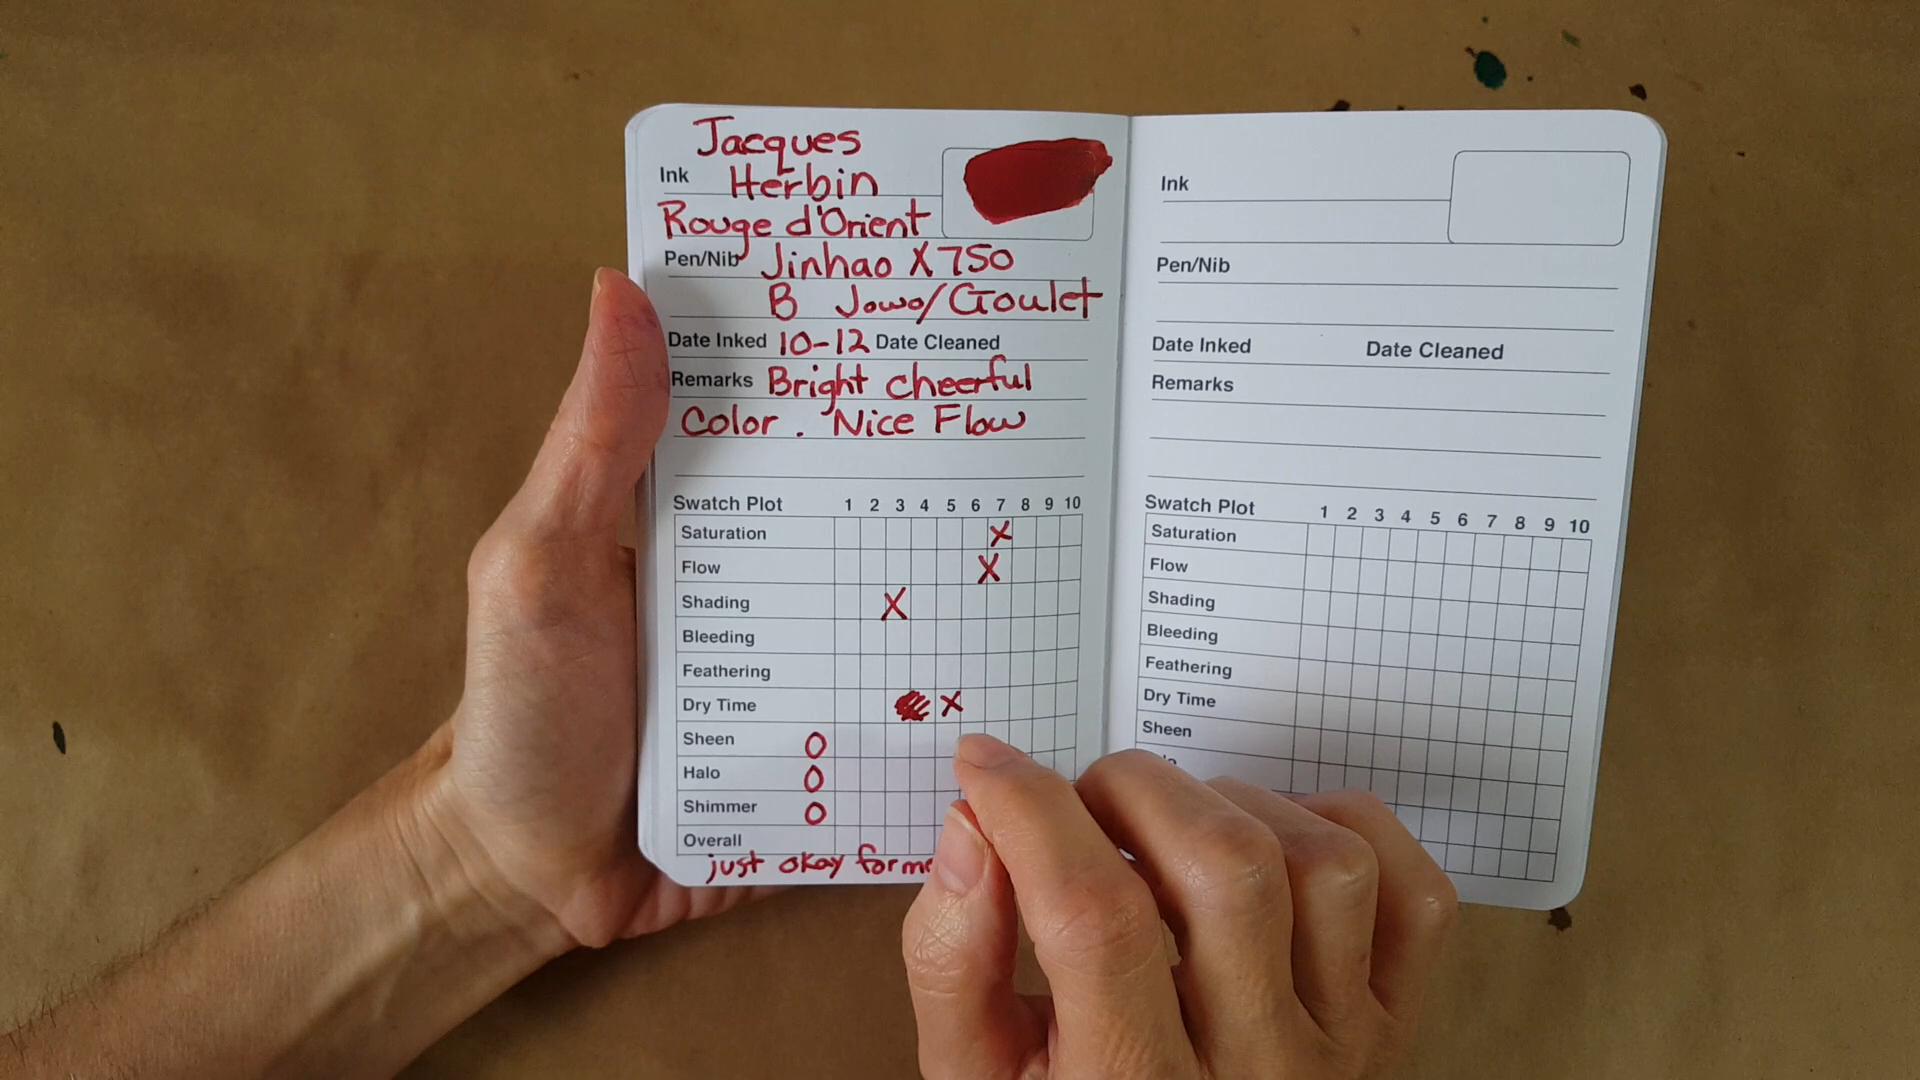 Jacques
Ink Herbin
Rouge d'Orient
Pen/Nib Jinhao X750
B Jowo/Goulet
Date Inked 10-12 Date Cleaned
Remarks Bright cheerful
Color. Nice Flow
Swatch Plot 1 2 3 4 5 6 7 8 9 10
Saturation X
Flow X
Shading X
Bleeding
Feathering
Dry Time X
Sheen O
Halo O
Shimmer O
Overall
just okay for me
Ink
Pen/Nib
Date Inked Date Cleaned
Remarks
Swatch Plot 1 2 3 4 5 6 7 8 9 10
Saturation
Flow
Shading
Bleeding
Feathering
Dry Time
Sheen